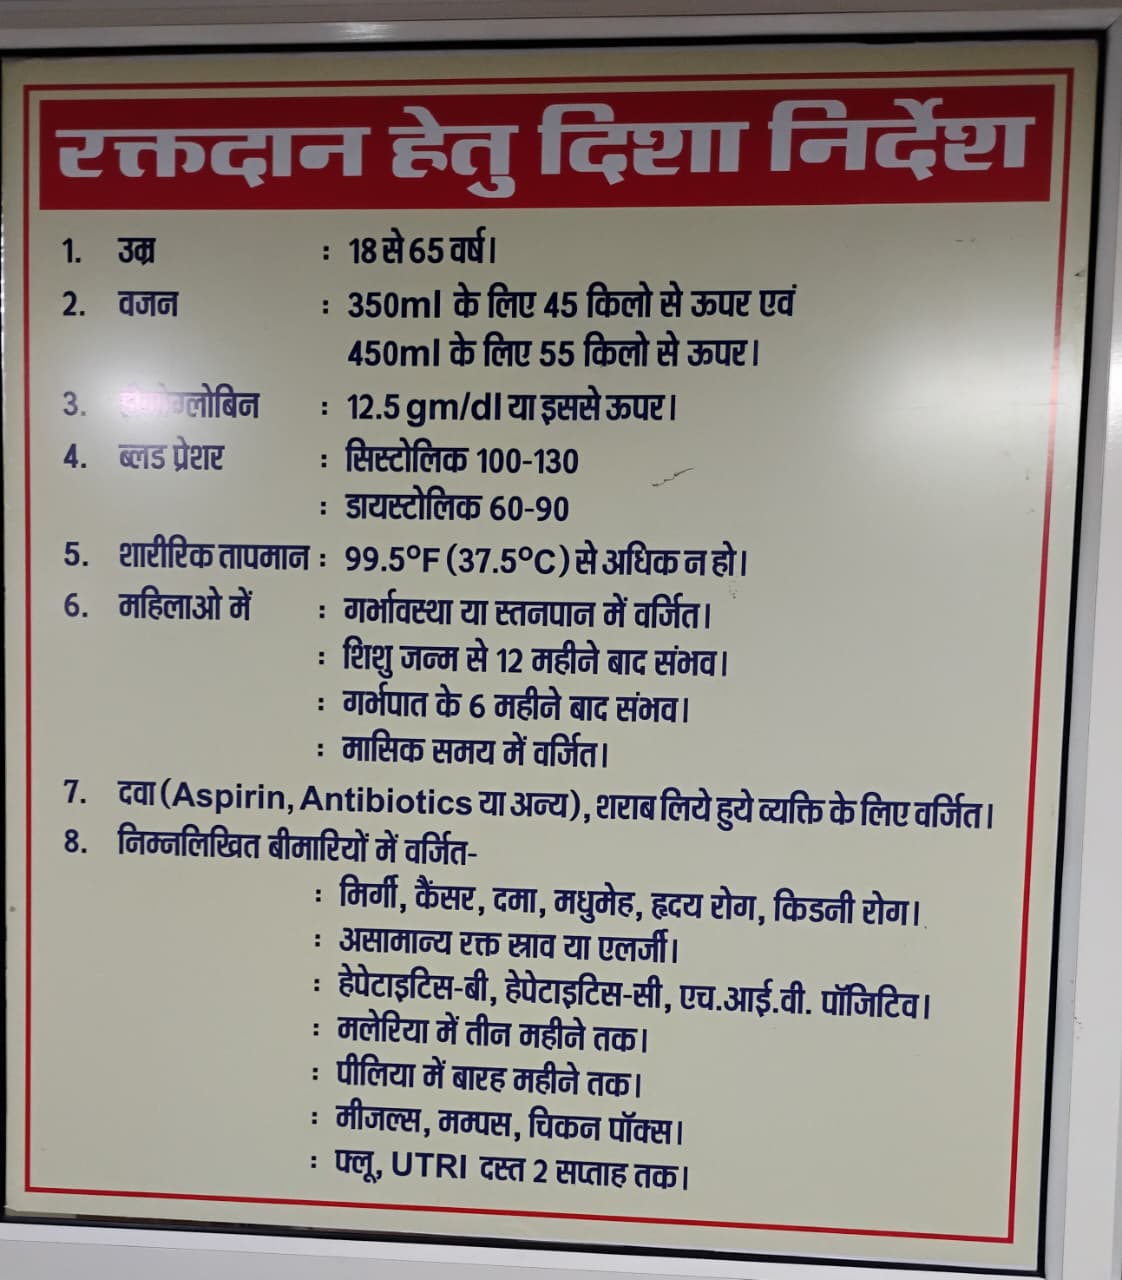 रक्तदान हेतु दिशा निर्देश
1. उम्र : 18 से 65 वर्ष।
2. वजन : 350ml के लिए 45 किलो से ऊपर एवं
450ml के लिए 55 किलो से ऊपर।
3. हीमोग्लोबिन : 12.5 gm/dl या इससे ऊपर।
4. ब्लड प्रेशर : सिस्टोलिक 100-130
: डायस्टोलिक 60-90
5. शारीरिक तापमान : 99.5°F (37.5°C) से अधिक न हो।
6. महिलाओ में : गर्भावस्था या स्तनपान में वर्जित।
: शिशु जन्म से 12 महीने बाद संभव।
: गर्भपात के 6 महीने बाद संभव।
: मासिक समय में वर्जित।
7. दवा (Aspirin, Antibiotics या अन्य), शराब लिये हुये व्यक्ति के लिए वर्जित।
8. निम्नलिखित बीमारियों में वर्जित-
: मिर्गी, कैंसर, दमा, मधुमेह, हृदय रोग, किडनी रोग।
: असामान्य रक्त स्राव या एलर्जी।
: हेपेटाइटिस-बी, हेपेटाइटिस-सी, एच.आई.वी. पॉजिटिव।
: मलेरिया में तीन महीने तक।
: पीलिया में बारह महीने तक।
: मीजल्स, मम्पस, चिकन पॉक्स।
: फ्लू, UTRI दस्त 2 सप्ताह तक।